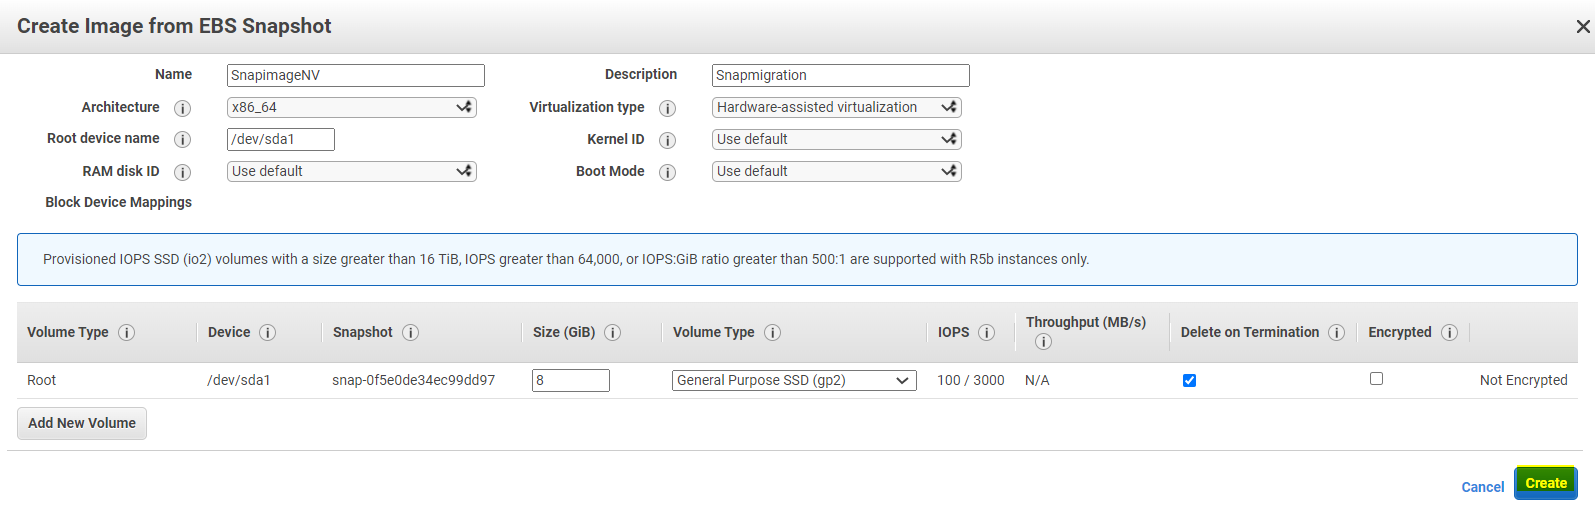 Create Image from EBS Snapshot
Name SnapimageNV Description Snapmigration
Architecture x86_64 Virtualization type Hardware-assisted virtualization
Root device name /dev/sda1 Kernel ID Use default
RAM disk ID Use default Boot Mode Use default
Block Device Mappings
Provisioned IOPS SSD (io2) volumes with a size greater than 16 TiB, IOPS greater than 64,000, or IOPS:GiB ratio greater than 500:1 are supported with R5b instances only.
Volume Type Device Snapshot Size (GiB) Volume Type IOPS Throughput (MB/s) Delete on Termination Encrypted
Root /dev/sda1 snap-0f5e0de34ec99dd97 8 General Purpose SSD (gp2) 100 / 3000 N/A Not Encrypted
Add New Volume
Cancel Create